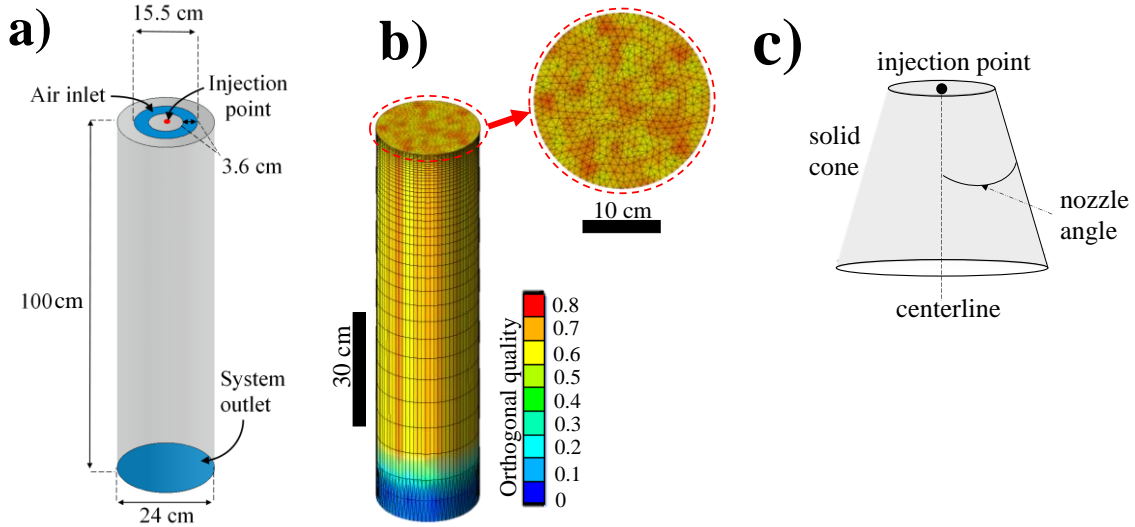 a)
15.5 cm
Air inlet
Injection
point
3.6 cm
100 cm
System
outlet
24 cm
b)
10 cm
30 cm
Orthogonal quality
0.8
0.7
0.6
0.5
0.4
0.3
0.2
0.1
0
c)
injection point
solid
cone
nozzle
angle
centerline